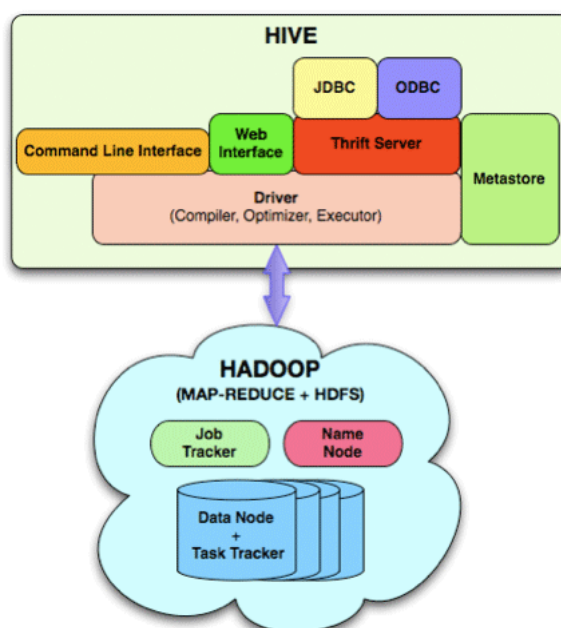 HIVE
JDBC
ODBC
Command Line Interface
Web
Interface
Thrift Server
Metastore
Driver
(Compiler, Optimizer, Executor)
HADOOP
(MAP-REDUCE + HDFS)
Job
Tracker
Name
Node
Data Node
+
Task Tracker